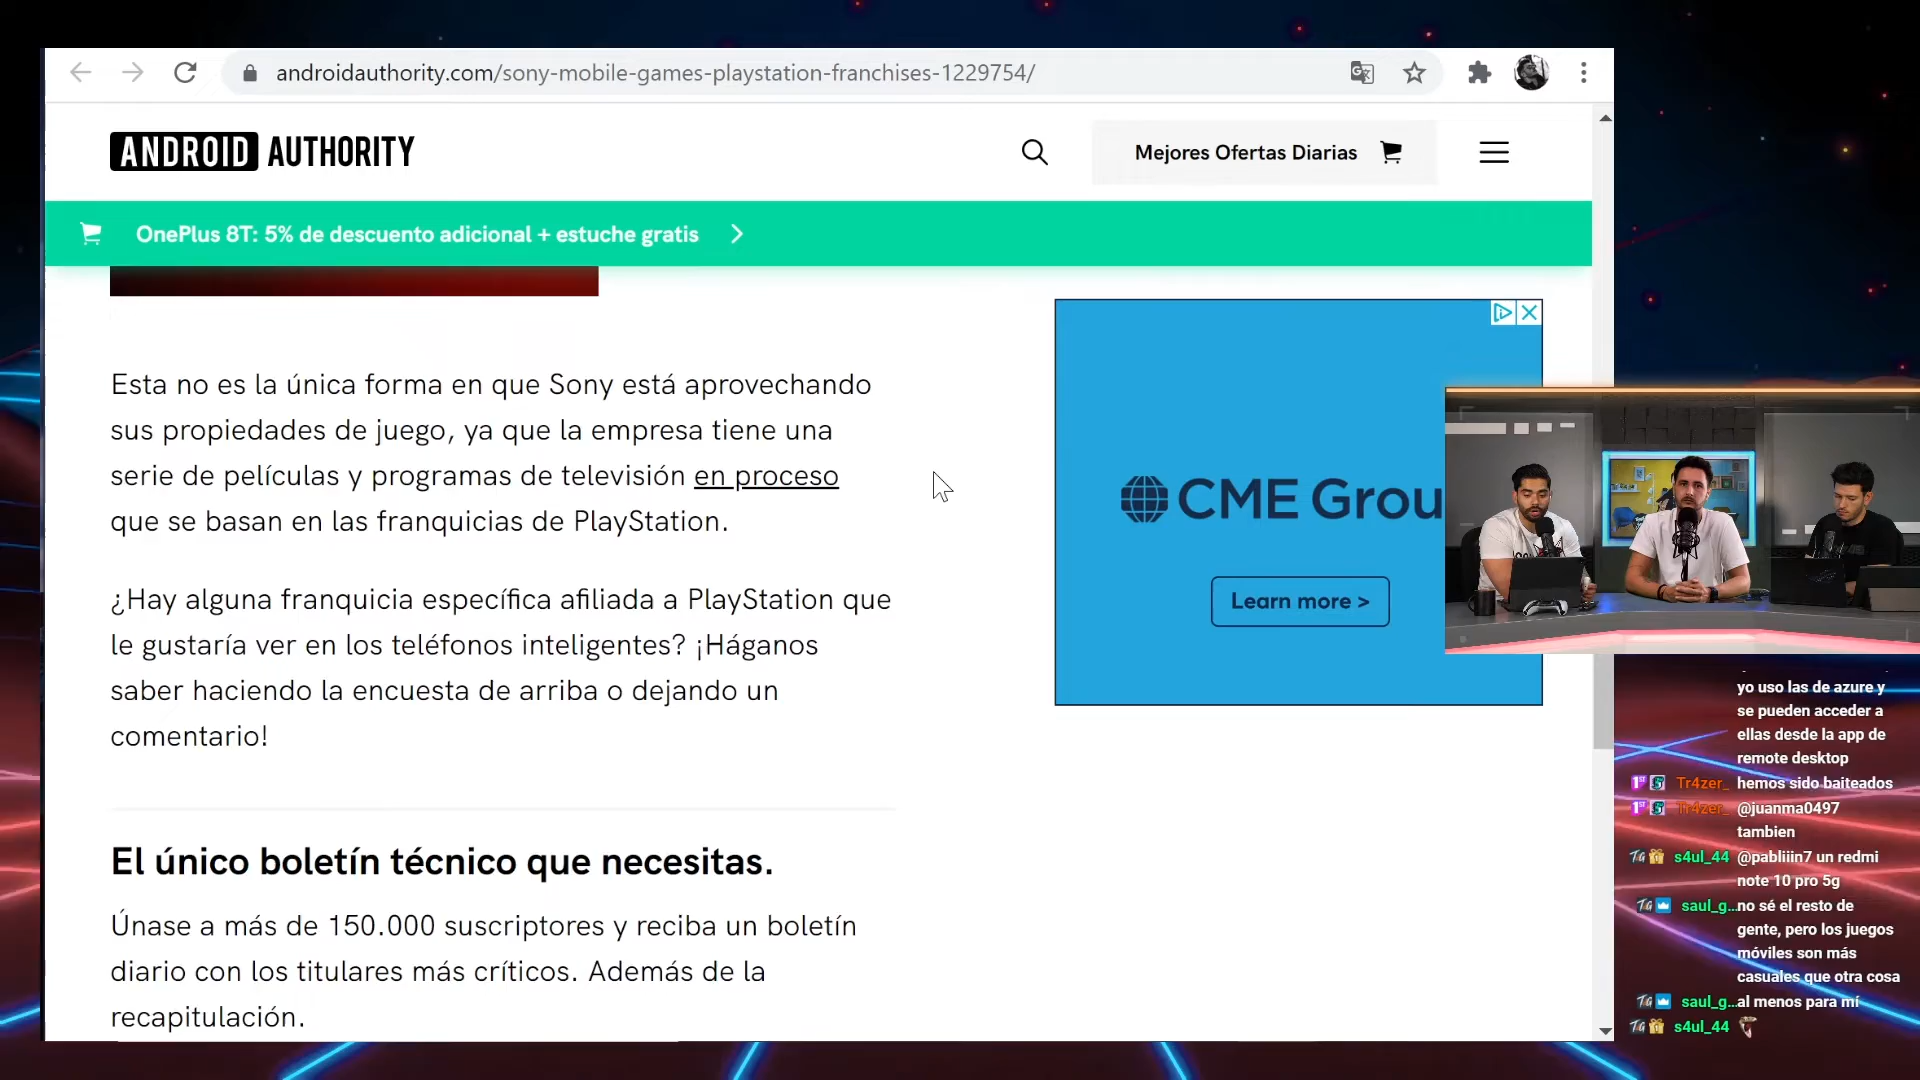 androidauthority.com/sony-mobile-games-playstation-franchises-1229754/
ANDROID AUTHORITY
Mejores Ofertas Diarias
OnePlus 8T: 5% de descuento adicional + estuche gratis
Esta no es la única forma en que Sony está aprovechando
sus propiedades de juego, ya que la empresa tiene una
serie de películas y programas de televisión en proceso
que se basan en las franquicias de PlayStation.
¿Hay alguna franquicia específica afiliada a PlayStation que
le gustaría ver en los teléfonos inteligentes? ¡Háganos
saber haciendo la encuesta de arriba o dejando un
comentario!
El único boletín técnico que necesitas.
Únase a más de 150.000 suscriptores y reciba un boletín
diario con los titulares más críticos. Además de la
recapitulación.
CME Grou
Learn more >
yo uso las de azure y
se pueden acceder a
ellas desde la app de
remote desktop
Tr4zer_ hemos sido baiteados
Tr4zer_ @juanma0497
tambien
s4ul_44 @pabliiin7 un redmi
note 10 pro 5g
saul_g... no sé el resto de
gente, pero los juegos
móviles son más
casuales que otra cosa
saul_g... al menos para mí
s4ul_44